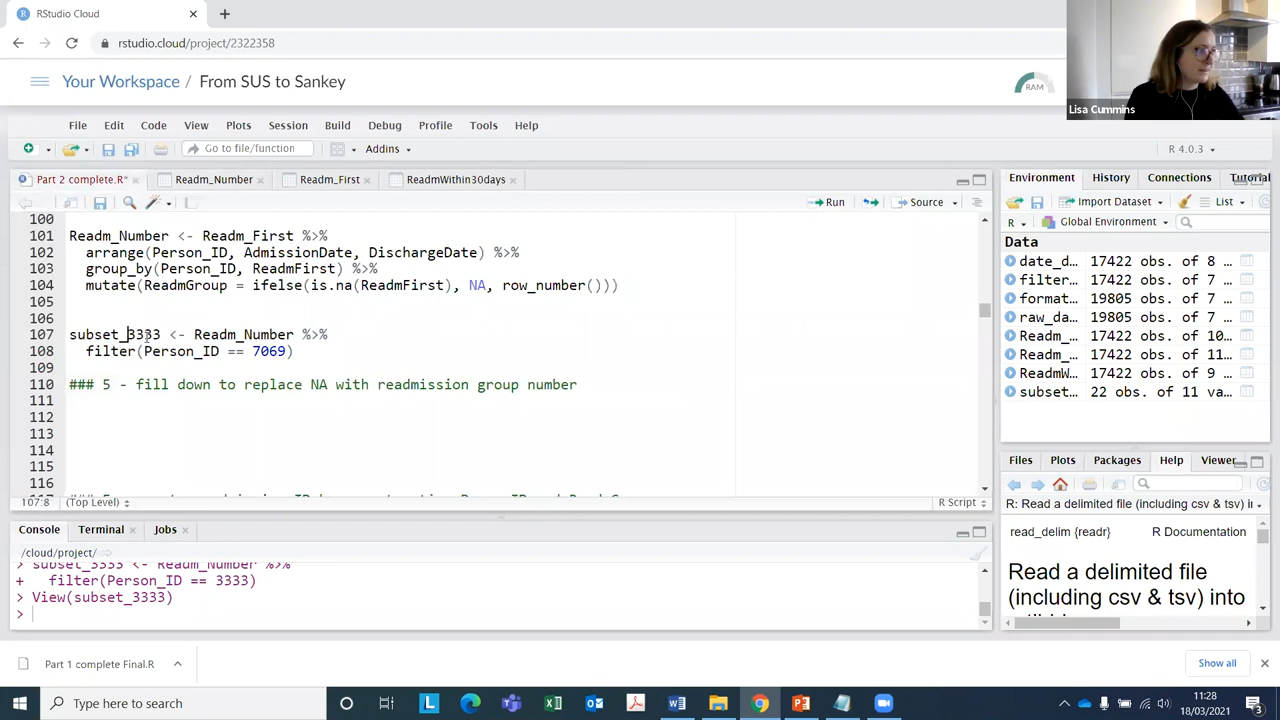 RStudio Cloud
rstudio.cloud/project/2322358
Your Workspace / From SUS to Sankey
RAM
Lisa Cummins
File Edit Code View Plots Session Build Debug Profile Tools Help
Go to file/function
Addins
R 4.0.3
Part 2 complete.R* Readm_Number Readm_First ReadmWithin30days
Run Source
100
101 Readm_Number <- Readm_First %>%
102 arrange(Person_ID, AdmissionDate, DischargeDate) %>%
103 group_by(Person_ID, ReadmFirst) %>%
104 mutate(ReadmGroup = ifelse(is.na(ReadmFirst), NA, row_number()))
105
106
107 subset_3333 <- Readm_Number %>%
108 filter(Person_ID == 7069)
109
110 ### 5 - fill down to replace NA with readmission group number
111
112
113
114
115
116
107:8 (Top Level) R Script
Console Terminal Jobs
/cloud/project/
> subset_3333 <- Readm_Number %>%
+ filter(Person_ID == 3333)
> View(subset_3333)
>
Environment History Connections Tutorial
Import Dataset List
R Global Environment
Data
date_d... 17422 obs. of 8 ...
filter... 17422 obs. of 7 ...
format... 19805 obs. of 7 ...
raw_da... 19805 obs. of 7 ...
Readm_... 17422 obs. of 10...
Readm_... 17422 obs. of 11...
ReadmW... 17422 obs. of 9 ...
subset... 22 obs. of 11 va...
Files Plots Packages Help Viewer
R: Read a delimited file (including csv & tsv) i
read_delim {readr} R Documentation
Read a delimited file
(including csv & tsv) into
Part 1 complete Final.R
Show all
Type here to search
11:28
18/03/2021
3